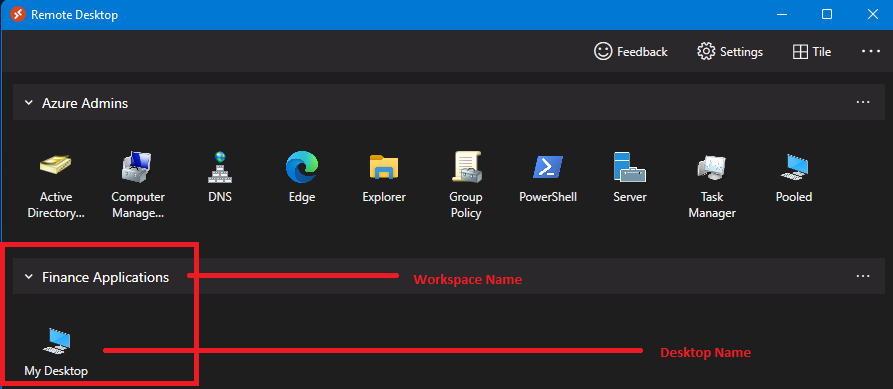 Remote Desktop
Feedback
Settings
Tile
Azure Admins
Active
Directory...
Computer
Manage...
DNS
Edge
Explorer
Group
Policy
PowerShell
Server
Task
Manager
Pooled
Finance Applications
Workspace Name
My Desktop
Desktop Name